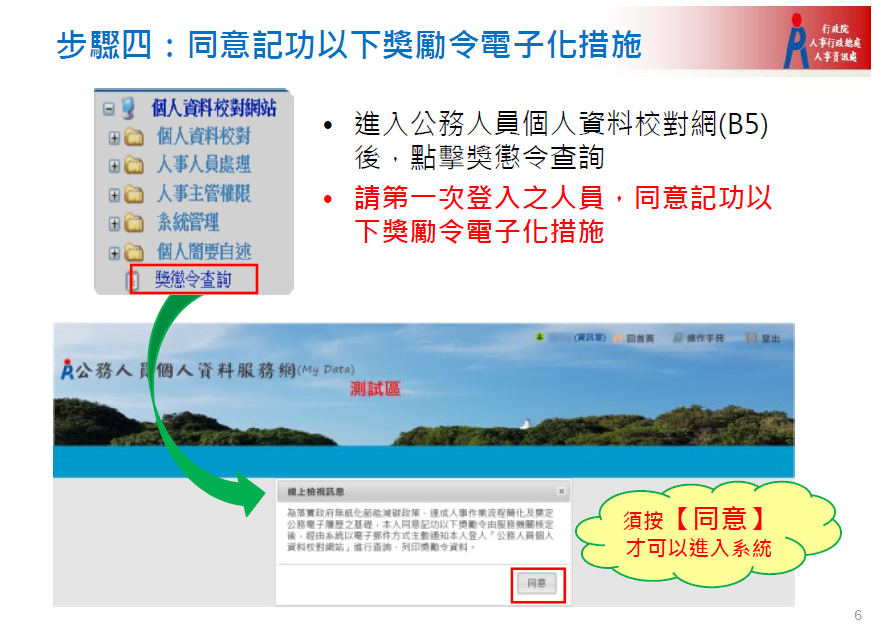 步驟四：同意記功以下獎勵令電子化措施
行政院
人事行政總處
人事資訊處
個人資料校對網站
個人資料校對
人事人員處理
人事主管權限
系統管理
個人簡要自述
獎懲令查詢
• 進入公務人員個人資料校對網(B5)
後，點擊獎懲令查詢
• 請第一次登入之人員，同意記功以
下獎勵令電子化措施
(資訊室) 回首頁 操作手冊 登出
公務人員個人資料服務網(My Data)
測試區
線上檢視訊息
為落實政府無紙化節能減碳政策、達成人事作業流程簡化及奠定
公務電子履歷之基礎，本人同意記功以下獎勵令由服務機關核定
後，經由系統以電子郵件方式主動通知本人登入「公務人員個人
資料校對網站」進行查詢、列印獎勵令資料。
同意
須按【同意】
才可以進入系統
6